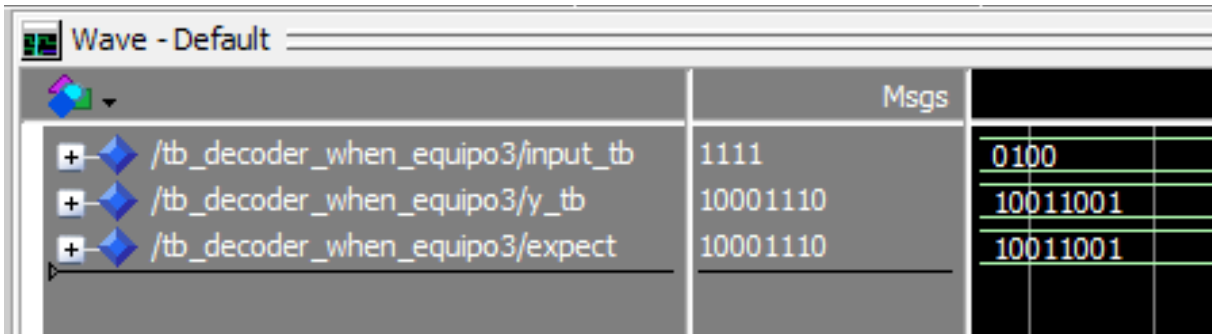 Wave - Default
Msgs
/tb_decoder_when_equipo3/input_tb 1111 0100
/tb_decoder_when_equipo3/y_tb 10001110 10011001
/tb_decoder_when_equipo3/expect 10001110 10011001